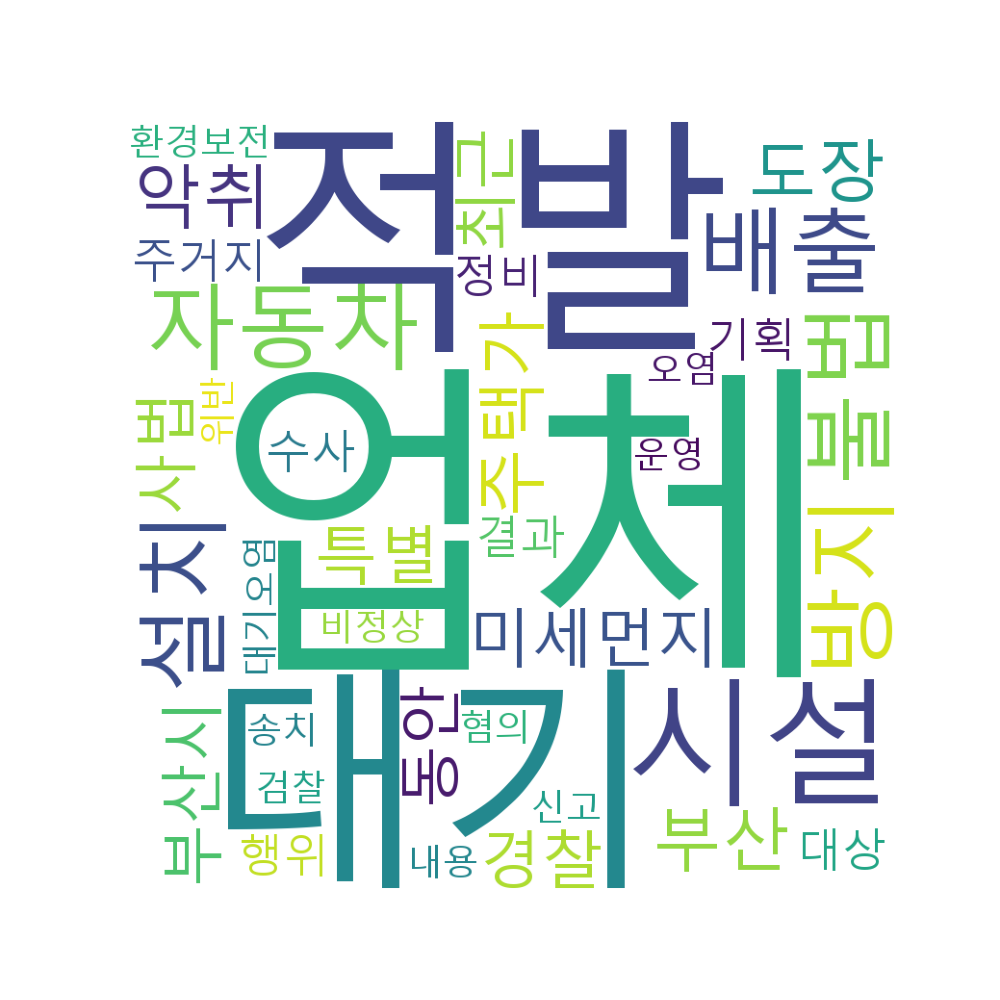 환경보전
적발
최근
도장
악취
배출
주거지
정비
자동차
주택가
기획
불법
오염
업체
위반
사법
수사
운영
설치
특별
결과
방지
대기오염
비정상
미세먼지
대기
시설
동안
부산시
송치
혐의
검찰
신고
부산
행위
내용
경찰
대상